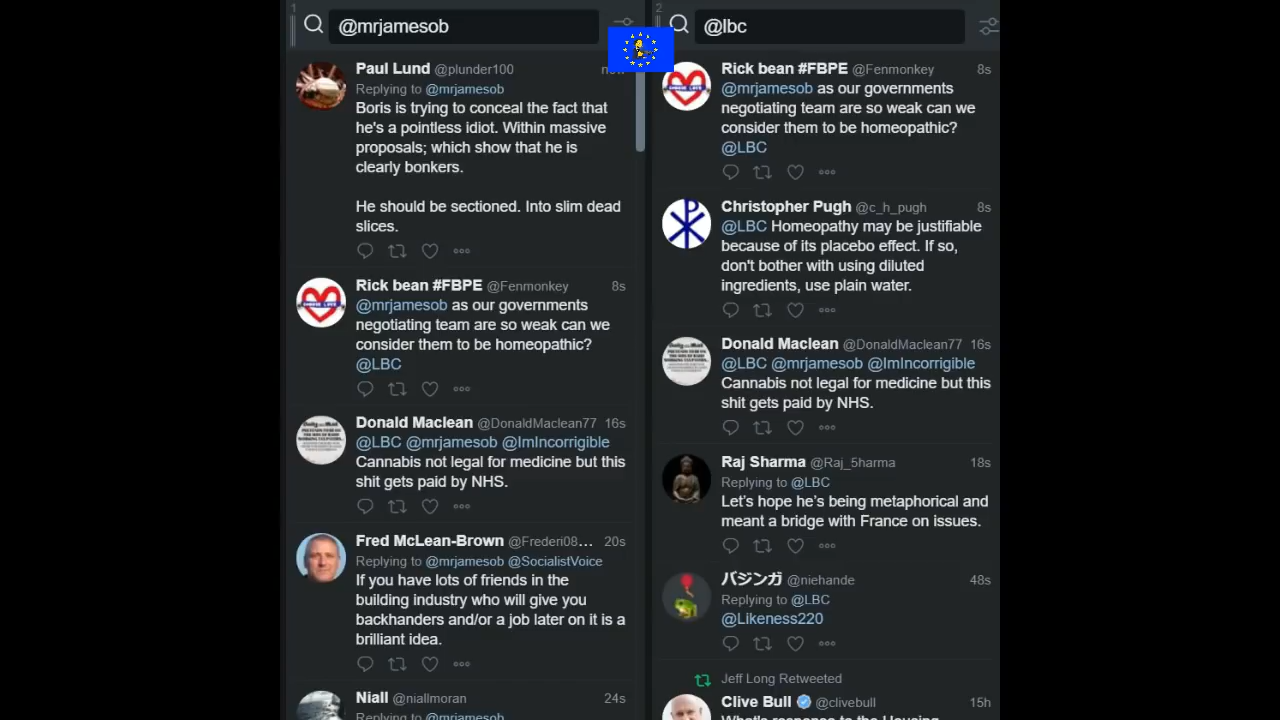 1
@mrjamesob
Paul Lund @plunder100
Replying to @mrjamesob
Boris is trying to conceal the fact that
he's a pointless idiot. Within massive
proposals; which show that he is
clearly bonkers.
He should be sectioned. Into slim dead
slices.
Rick bean #FBPE @Fenmonkey 8s
@mrjamesob as our governments
negotiating team are so weak can we
consider them to be homeopathic?
@LBC
Donald Maclean @DonaldMaclean77 16s
@LBC @mrjamesob @ImIncorrigible
Cannabis not legal for medicine but this
shit gets paid by NHS.
Fred McLean-Brown @Frederi08... 20s
Replying to @mrjamesob @SocialistVoice
If you have lots of friends in the
building industry who will give you
backhanders and/or a job later on it is a
brilliant idea.
Niall @niallmoran 24s
Replying to @mrjamesob
2
@lbc
Rick bean #FBPE @Fenmonkey 8s
@mrjamesob as our governments
negotiating team are so weak can we
consider them to be homeopathic?
@LBC
Christopher Pugh @c_h_pugh 8s
@LBC Homeopathy may be justifiable
because of its placebo effect. If so,
don't bother with using diluted
ingredients, use plain water.
Donald Maclean @DonaldMaclean77 16s
@LBC @mrjamesob @ImIncorrigible
Cannabis not legal for medicine but this
shit gets paid by NHS.
Raj Sharma @Raj_5harma 18s
Replying to @LBC
Let's hope he's being metaphorical and
meant a bridge with France on issues.
バジンガ @niehande 48s
Replying to @LBC
@Likeness220
Jeff Long Retweeted
Clive Bull @clivebull 15h
What's response to the Housing